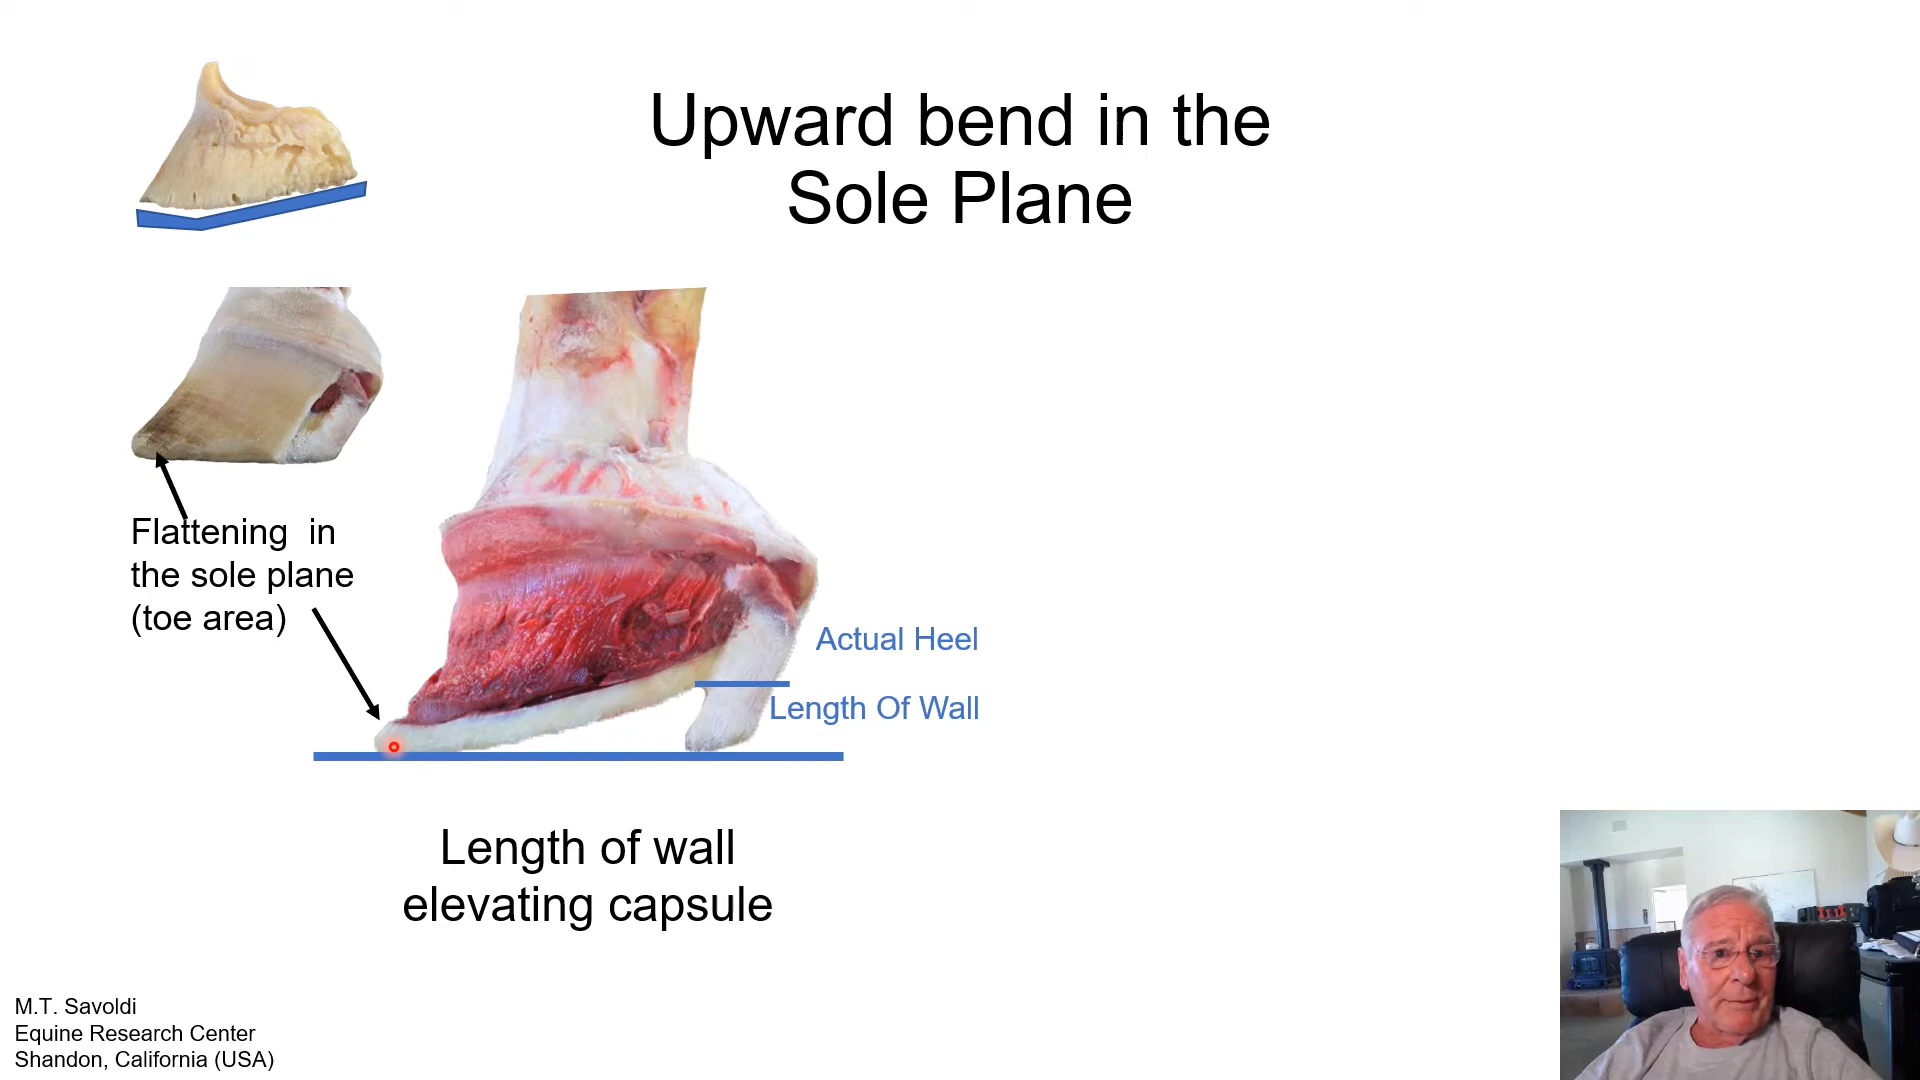 Upward bend in the
Sole Plane
Flattening in
the sole plane
(toe area)
Actual Heel
Length Of Wall
Length of wall
elevating capsule
M.T. Savoldi
Equine Research Center
Shandon, California (USA)